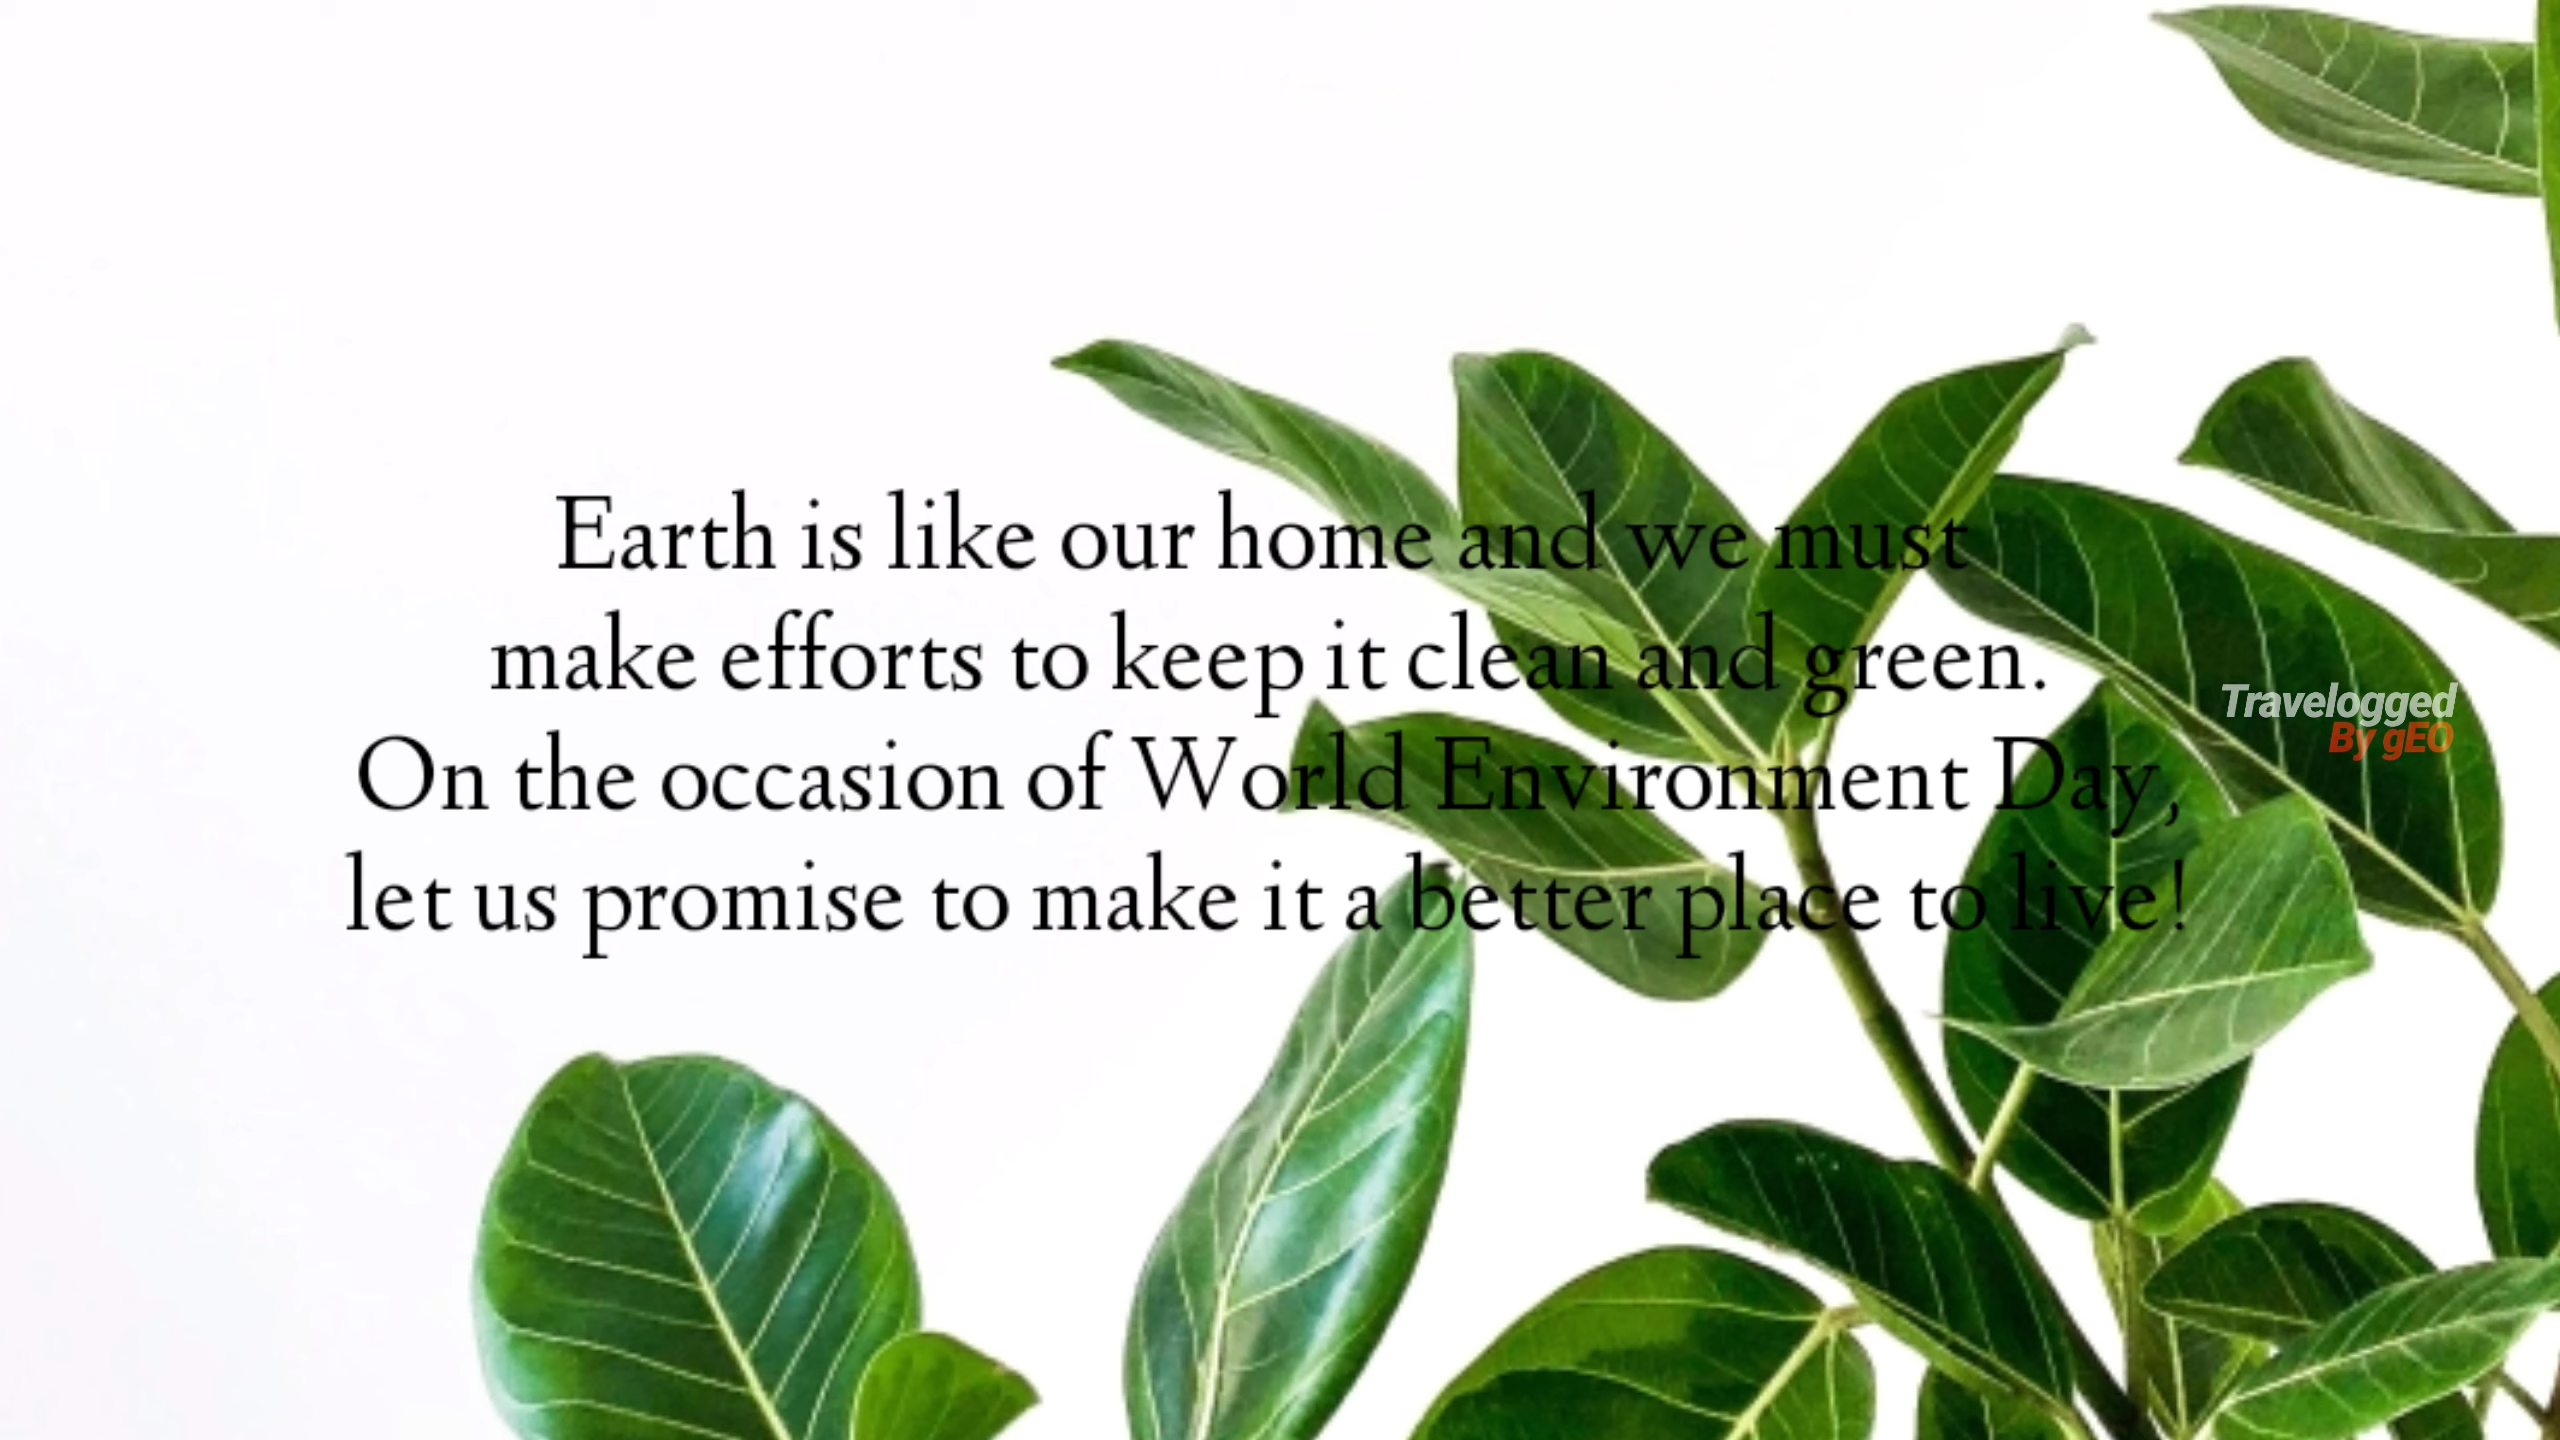 Earth is like our home and we must
make efforts to keep it clean and green.
On the occasion of World Environment Day,
let us promise to make it a better place to live!
Travelogged
By gEO